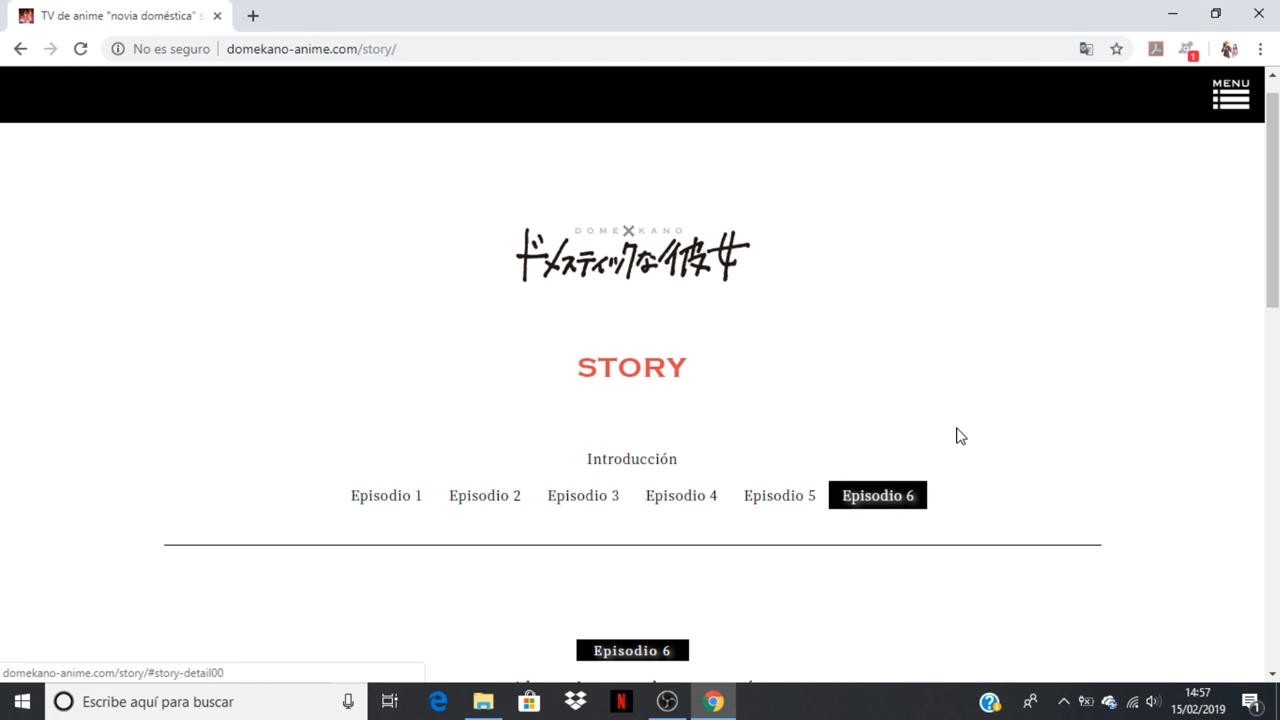 TV de anime "novia doméstica" s
No es seguro
domekano-anime.com/story/
1
MENU
DOMEXKANO
ドメスティックな彼女
STORY
Introducción
Episodio 1 Episodio 2 Episodio 3 Episodio 4 Episodio 5 Episodio 6
Episodio 6
domekano-anime.com/story/#story-detail00
Escribe aquí para buscar
14:57
15/02/2019
1